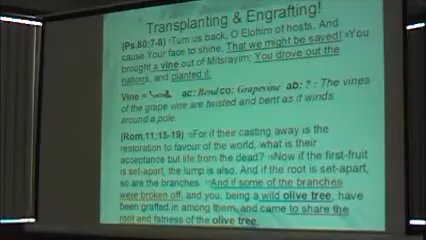 Transplanting & Engrafting!
(Ps.80:7-8) Turn us back, O Elohim of hosts, And
cause Your face to shine, That we might be saved! You
brought a vine out of Mitsrayim; You drove out the
nations, and planted it.
Vine = ac: Bend co: Grapevine ab: ? : The vines
of the grape vine are twisted and bent as it winds
around a pole.
(Rom.11:15-19) For if their casting away is the
restoration to favour of the world, what is their
acceptance but life from the dead? Now if the first-fruit
is set-apart, the lump is also. And if the root is set-apart,
so are the branches. And if some of the branches
were broken off, and you, being a wild olive tree, have
been grafted in among them, and came to share the
root and fatness of the olive tree,